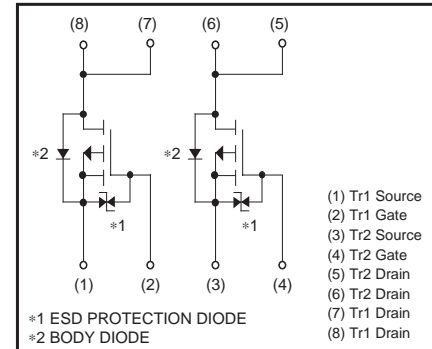 (8) (7) (6) (5)
∗2 ∗2
∗1 ∗1
(1) (2) (3) (4)
(1) Tr1 Source
(2) Tr1 Gate
(3) Tr2 Source
(4) Tr2 Gate
(5) Tr2 Drain
(6) Tr2 Drain
(7) Tr1 Drain
(8) Tr1 Drain
∗1 ESD PROTECTION DIODE
∗2 BODY DIODE